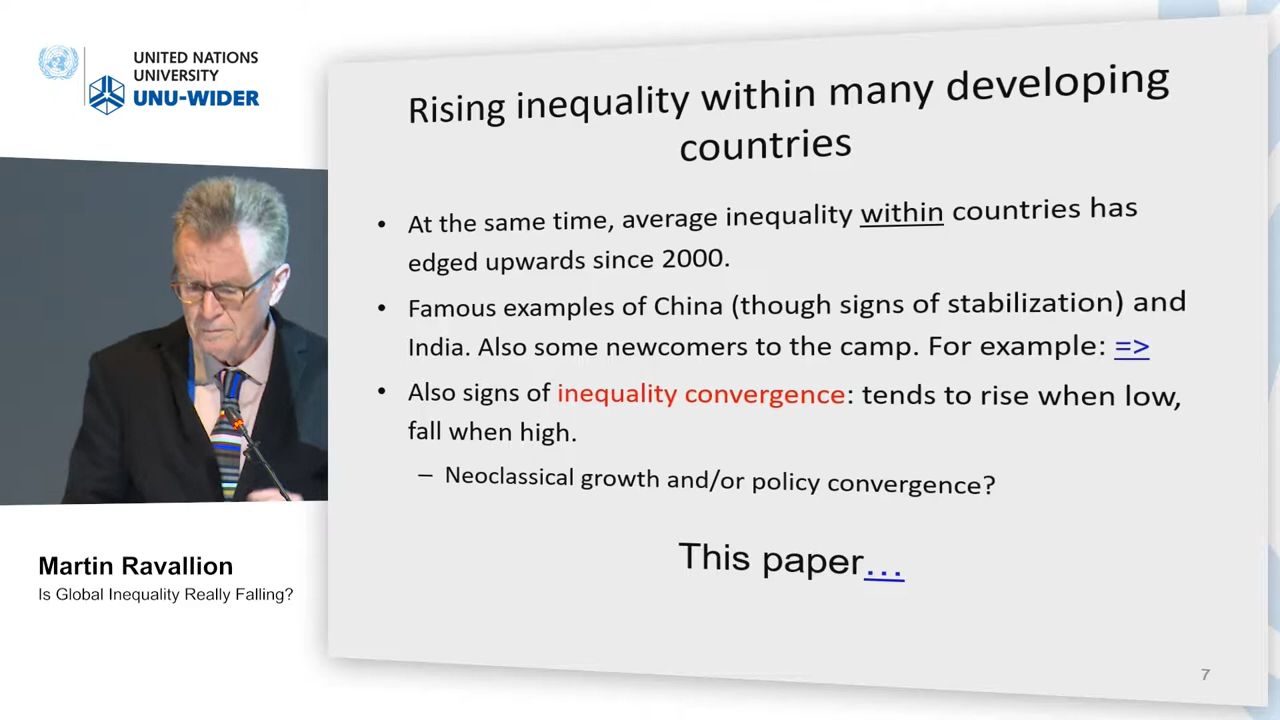 UNITED NATIONS
UNIVERSITY
UNU-WIDER
Rising inequality within many developing
countries
• At the same time, average inequality within countries has
edged upwards since 2000.
• Famous examples of China (though signs of stabilization) and
India. Also some newcomers to the camp. For example: =>
• Also signs of inequality convergence: tends to rise when low,
fall when high.
– Neoclassical growth and/or policy convergence?
This paper...
7
Martin Ravallion
Is Global Inequality Really Falling?